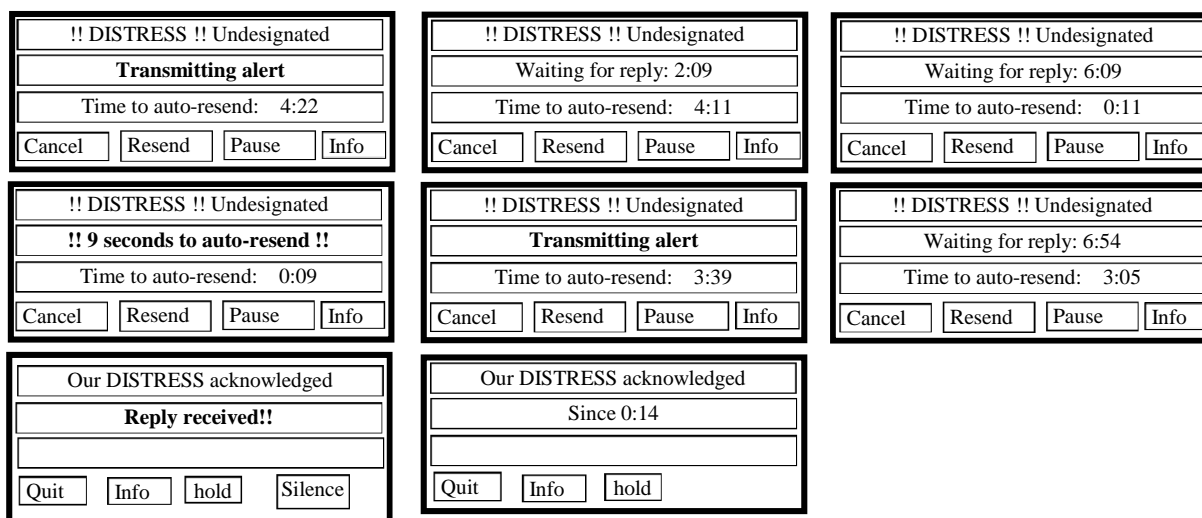 !! DISTRESS !! Undesignated
Transmitting alert
Time to auto-resend: 4:22
Cancel Resend Pause Info
!! DISTRESS !! Undesignated
Waiting for reply: 2:09
Time to auto-resend: 4:11
Cancel Resend Pause Info
!! DISTRESS !! Undesignated
Waiting for reply: 6:09
Time to auto-resend: 0:11
Cancel Resend Pause Info
!! DISTRESS !! Undesignated
!! 9 seconds to auto-resend !!
Time to auto-resend: 0:09
Cancel Resend Pause Info
!! DISTRESS !! Undesignated
Transmitting alert
Time to auto-resend: 3:39
Cancel Resend Pause Info
!! DISTRESS !! Undesignated
Waiting for reply: 6:54
Time to auto-resend: 3:05
Cancel Resend Pause Info
Our DISTRESS acknowledged
Reply received!!
Quit Info hold Silence
Our DISTRESS acknowledged
Since 0:14
Quit Info hold